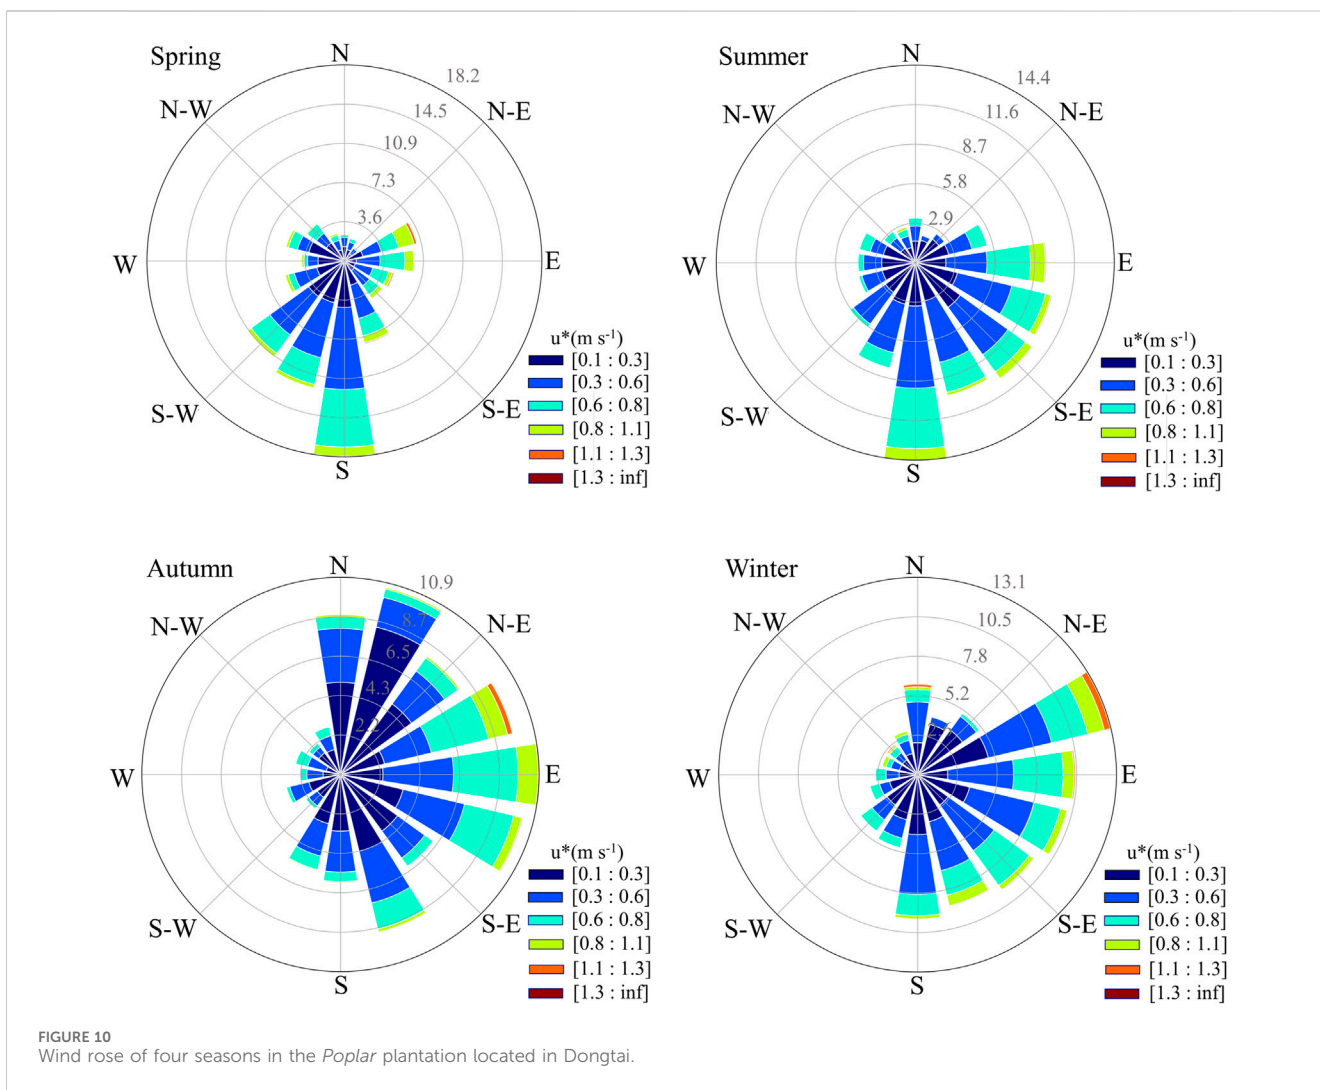 Spring
N
N-E
E
S-E
S
S-W
W
N-W
18.2
14.5
10.9
7.3
3.6
u*(m s⁻¹)
[0.1 : 0.3]
[0.3 : 0.6]
[0.6 : 0.8]
[0.8 : 1.1]
[1.1 : 1.3]
[1.3 : inf]
Summer
N
N-E
E
S-E
S
S-W
W
N-W
14.4
11.6
8.7
5.8
2.9
u*(m s⁻¹)
[0.1 : 0.3]
[0.3 : 0.6]
[0.6 : 0.8]
[0.8 : 1.1]
[1.1 : 1.3]
[1.3 : inf]
Autumn
N
N-E
E
S-E
S
S-W
W
N-W
10.9
8.7
6.5
4.3
2.2
u*(m s⁻¹)
[0.1 : 0.3]
[0.3 : 0.6]
[0.6 : 0.8]
[0.8 : 1.1]
[1.1 : 1.3]
[1.3 : inf]
Winter
N
N-E
E
S-E
S
S-W
W
N-W
13.1
10.5
7.8
5.2
u*(m s⁻¹)
[0.1 : 0.3]
[0.3 : 0.6]
[0.6 : 0.8]
[0.8 : 1.1]
[1.1 : 1.3]
[1.3 : inf]
FIGURE 10
Wind rose of four seasons in the Poplar plantation located in Dongtai.